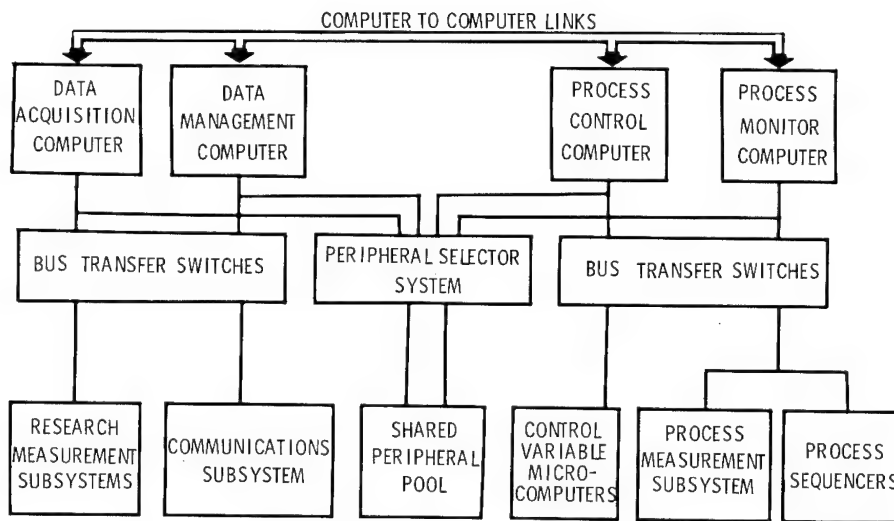 COMPUTER TO COMPUTER LINKS
DATA
ACQUISITION
COMPUTER
DATA
MANAGEMENT
COMPUTER
PROCESS
CONTROL
COMPUTER
PROCESS
MONITOR
COMPUTER
BUS TRANSFER SWITCHES
PERIPHERAL SELECTOR
SYSTEM
BUS TRANSFER SWITCHES
RESEARCH
MEASUREMENT
SUBSYSTEMS
COMMUNICATIONS
SUBSYSTEM
SHARED
PERIPHERAL
POOL
CONTROL
VARIABLE
MICRO-
COMPUTERS
PROCESS
MEASUREMENT
SUBSYSTEM
PROCESS
SEQUENCERS